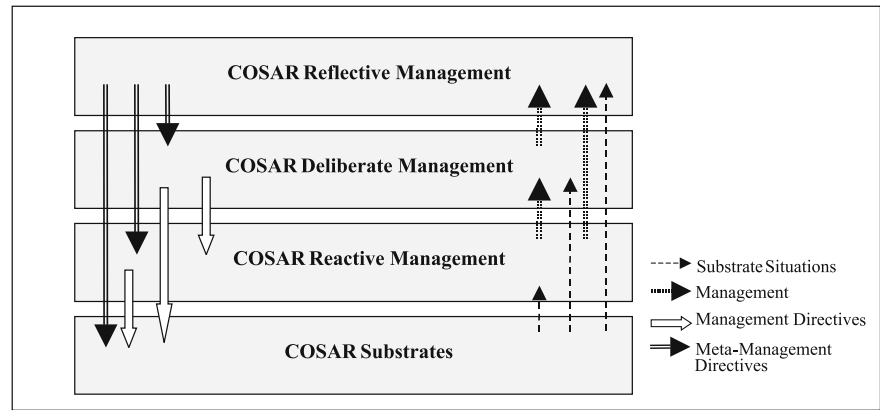 COSAR Reflective Management
COSAR Deliberate Management
COSAR Reactive Management
COSAR Substrates
Substrate Situations
Management
Management Directives
Meta-Management
Directives